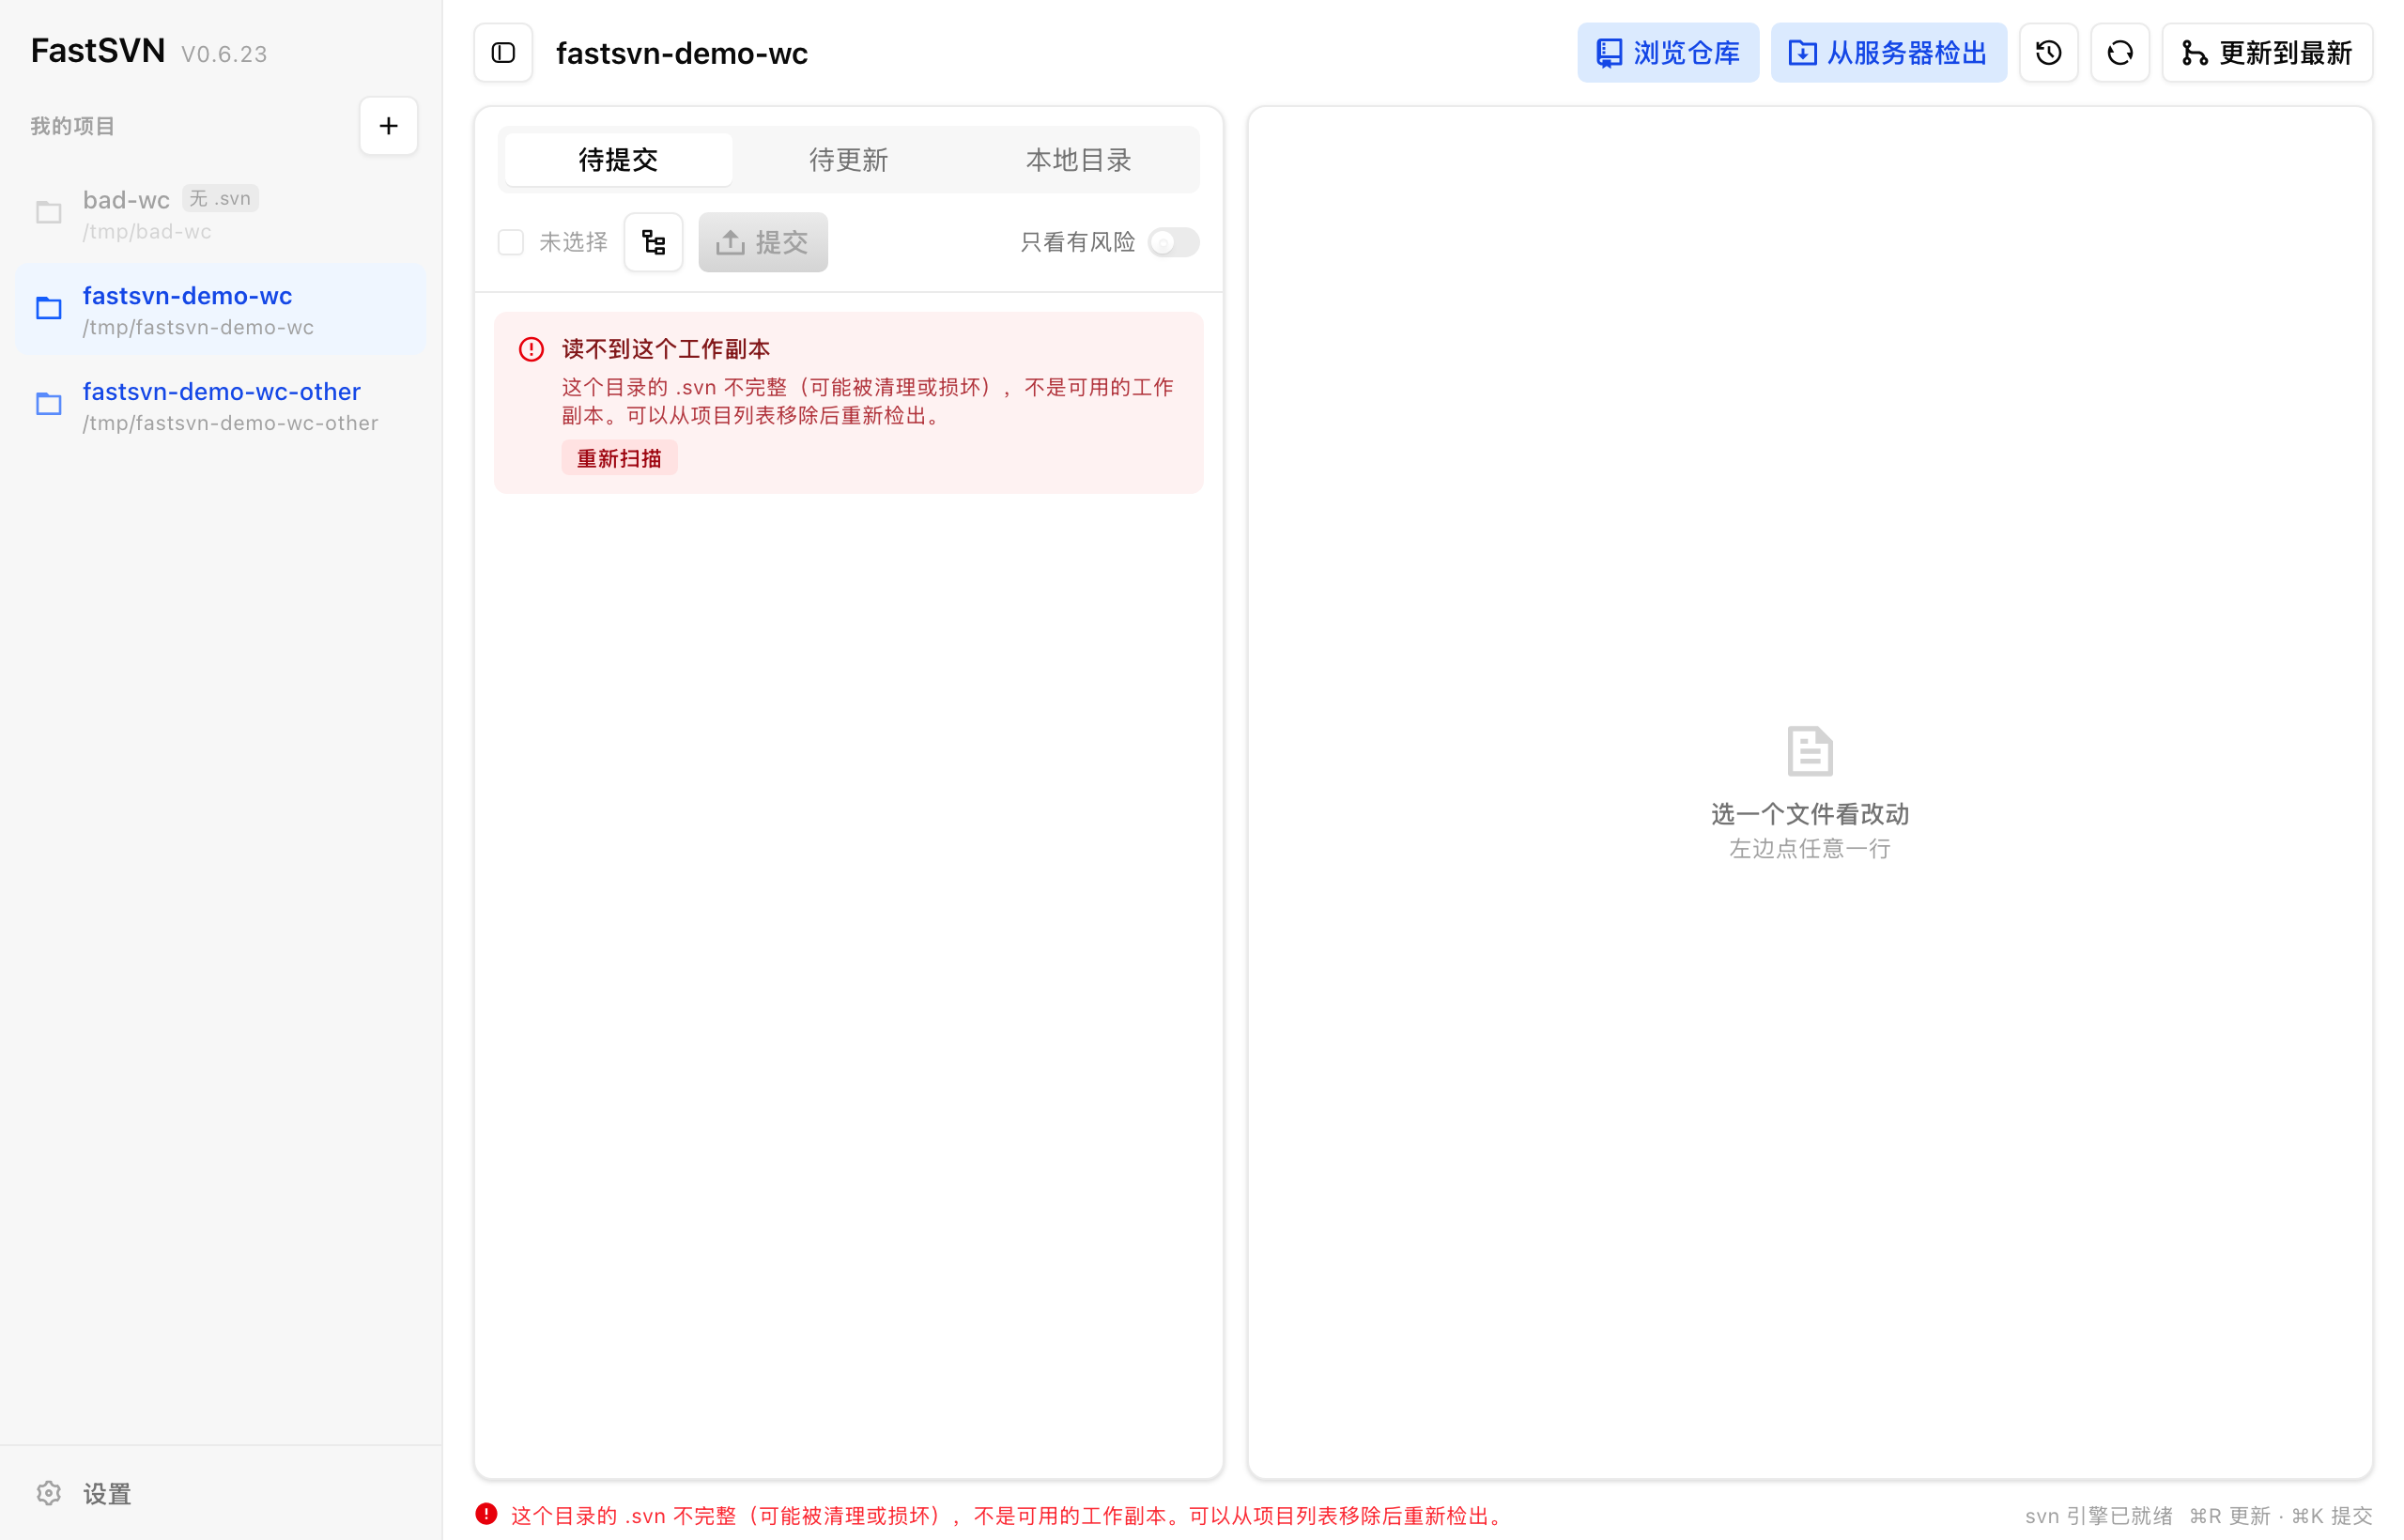 FastSVN V0.6.23
我的项目
bad-wc 无 .svn
/tmp/bad-wc
fastsvn-demo-wc
/tmp/fastsvn-demo-wc
fastsvn-demo-wc-other
/tmp/fastsvn-demo-wc-other
设置
fastsvn-demo-wc
浏览仓库
从服务器检出
更新到最新
待提交
待更新
本地目录
未选择
提交
只看有风险
读不到这个工作副本
这个目录的 .svn 不完整（可能被清理或损坏），不是可用的工作
副本。可以从项目列表移除后重新检出。
重新扫描
选一个文件看改动
左边点任意一行
这个目录的 .svn 不完整（可能被清理或损坏），不是可用的工作副本。可以从项目列表移除后重新检出。
svn 引擎已就绪 ⌘R 更新 · ⌘K 提交